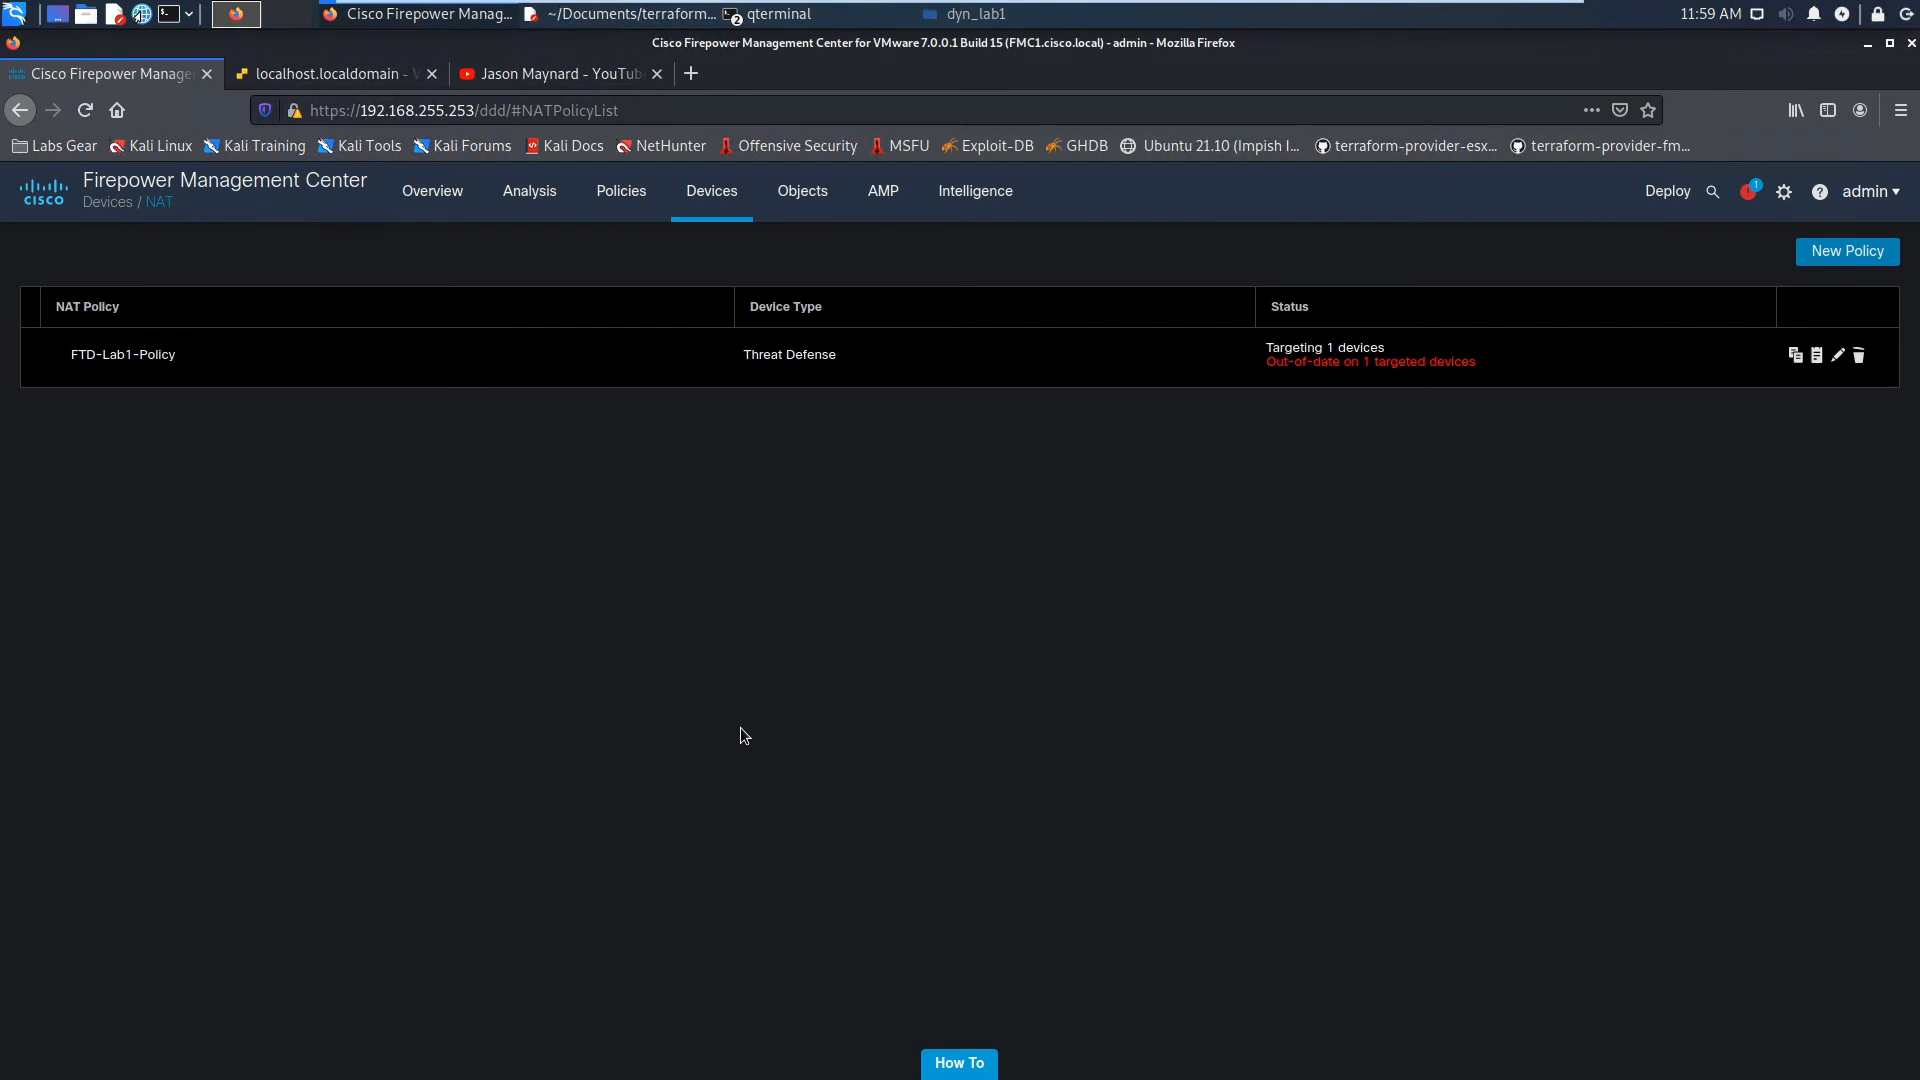 Cisco Firepower Manag...
~/Documents/terraform...
2
qterminal
dyn_lab1
11:59 AM
Cisco Firepower Management Center for VMware 7.0.0.1 Build 15 (FMC1.cisco.local) - admin - Mozilla Firefox
Cisco Firepower Manage
localhost.localdomain -
Jason Maynard - YouTub
https://192.168.255.253/ddd/#NATPolicyList
Labs Gear
Kali Linux
Kali Training
Kali Tools
Kali Forums
Kali Docs
NetHunter
Offensive Security
MSFU
Exploit-DB
GHDB
Ubuntu 21.10 (Impish I...
terraform-provider-esx...
terraform-provider-fm...
CISCO
Firepower Management Center
Devices / NAT
Overview
Analysis
Policies
Devices
Objects
AMP
Intelligence
Deploy
1
admin
New Policy
NAT Policy
Device Type
Status
FTD-Lab1-Policy
Threat Defense
Targeting 1 devices
Out-of-date on 1 targeted devices
How To